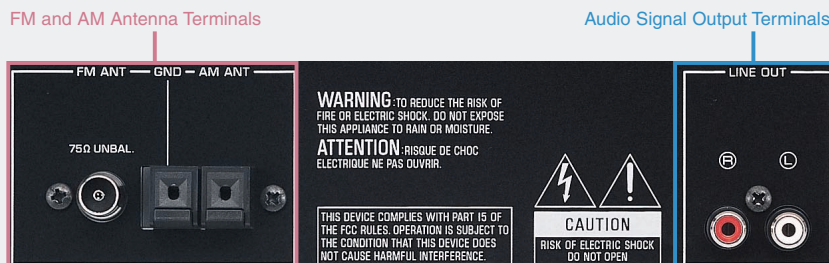 FM and AM Antenna Terminals
Audio Signal Output Terminals
FM ANT GND AM ANT
75Ω UNBAL.
WARNING:TO REDUCE THE RISK OF
FIRE OR ELECTRIC SHOCK. DO NOT EXPOSE
THIS APPLIANCE TO RAIN OR MOISTURE.
ATTENTION:RISQUE DE CHOC
ELECTRIQUE NE PAS OUVRIR.
THIS DEVICE COMPLIES WITH PART 15 OF
THE FCC RULES. OPERATION IS SUBJECT TO
THE CONDITION THAT THIS DEVICE DOES
NOT CAUSE HARMFUL INTERFERENCE.
CAUTION
RISK OF ELECTRIC SHOCK
DO NOT OPEN
LINE OUT
R L